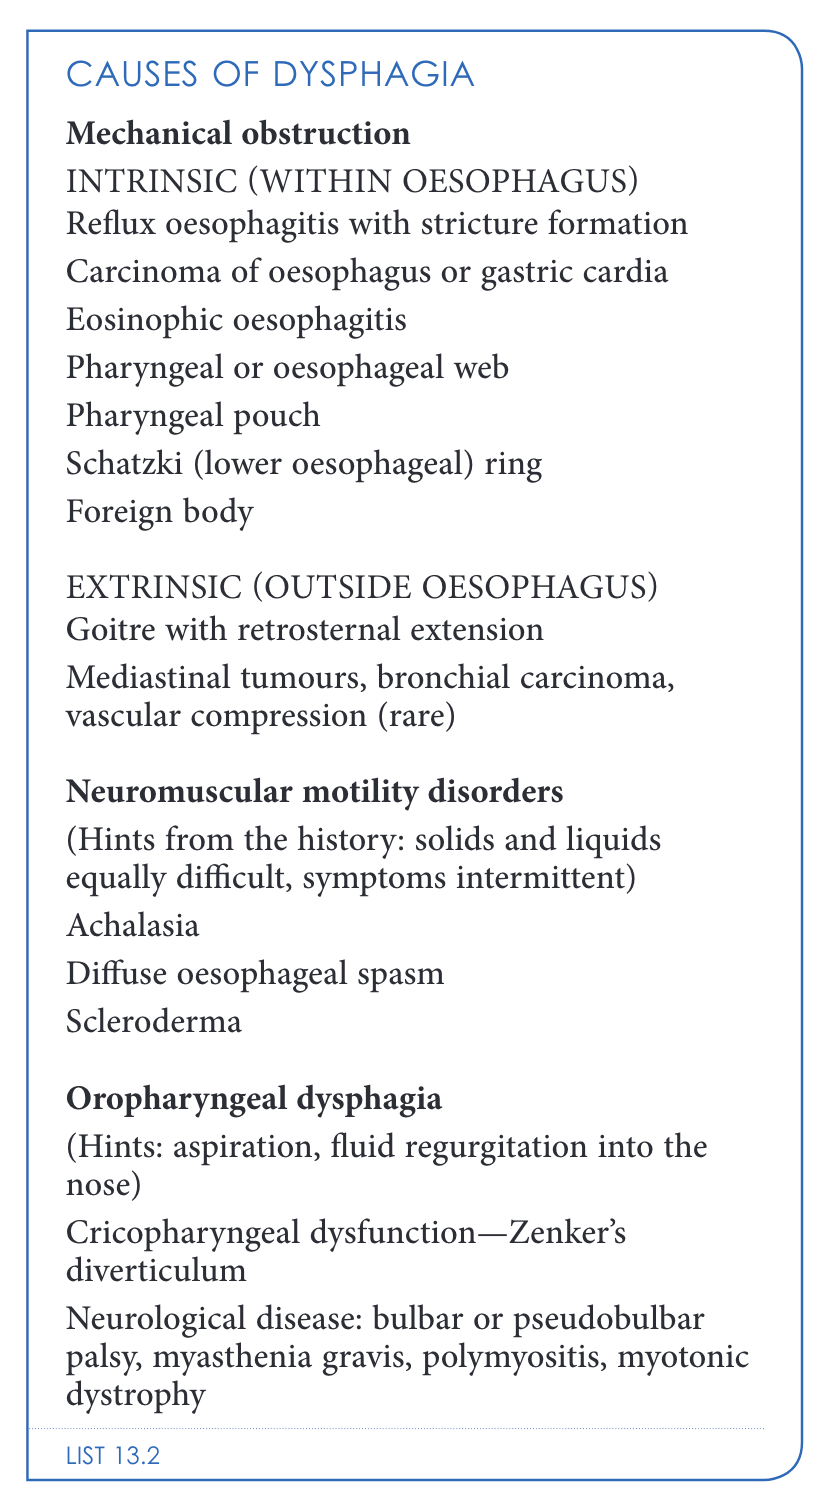 CAUSES OF DYSPHAGIA
Mechanical obstruction
INTRINSIC (WITHIN OESOPHAGUS)
Reflux oesophagitis with stricture formation
Carcinoma of oesophagus or gastric cardia
Eosinophic oesophagitis
Pharyngeal or oesophageal web
Pharyngeal pouch
Schatzki (lower oesophageal) ring
Foreign body
EXTRINSIC (OUTSIDE OESOPHAGUS)
Goitre with retrosternal extension
Mediastinal tumours, bronchial carcinoma,
vascular compression (rare)
Neuromuscular motility disorders
(Hints from the history: solids and liquids
equally difficult, symptoms intermittent)
Achalasia
Diffuse oesophageal spasm
Scleroderma
Oropharyngeal dysphagia
(Hints: aspiration, fluid regurgitation into the
nose)
Cricopharyngeal dysfunction—Zenker’s
diverticulum
Neurological disease: bulbar or pseudobulbar
palsy, myasthenia gravis, polymyositis, myotonic
dystrophy
LIST 13.2